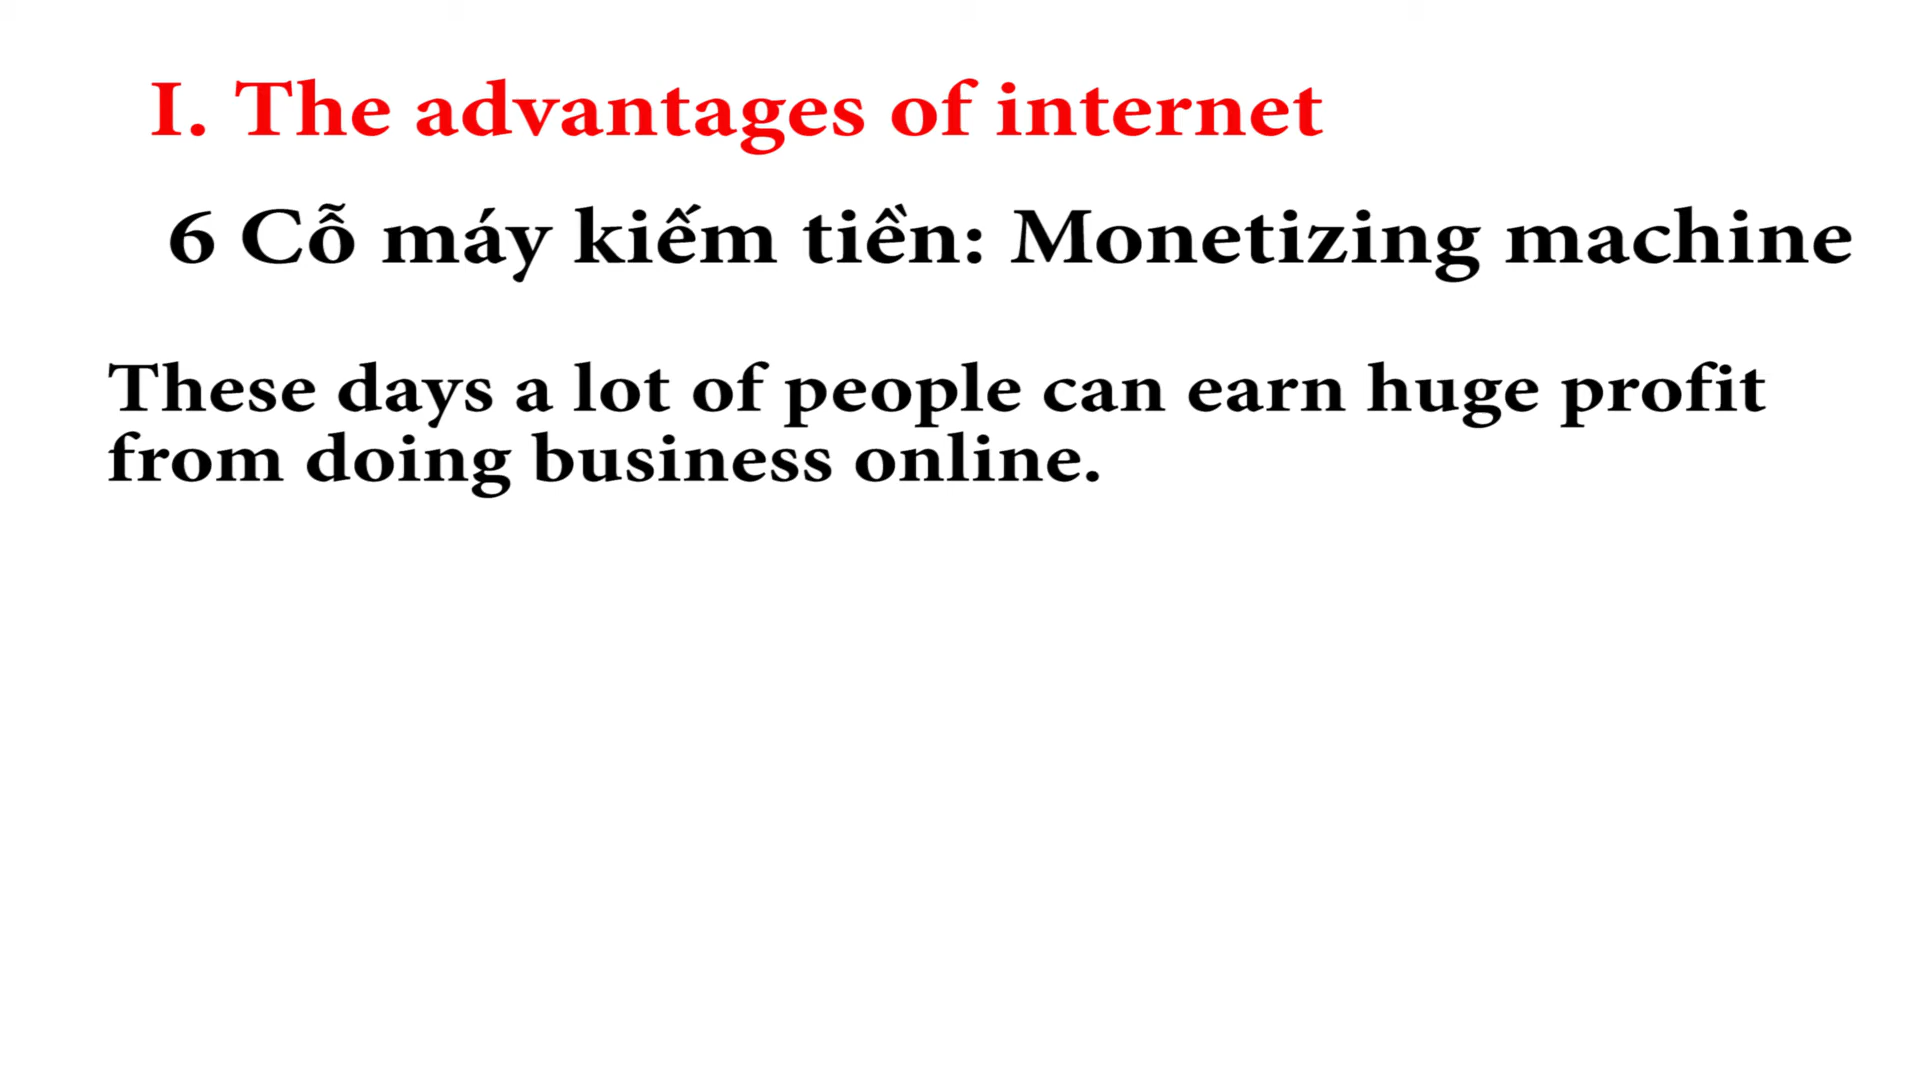 I. The advantages of internet
6 Cỗ máy kiếm tiền: Monetizing machine
These days a lot of people can earn huge profit
from doing business online.